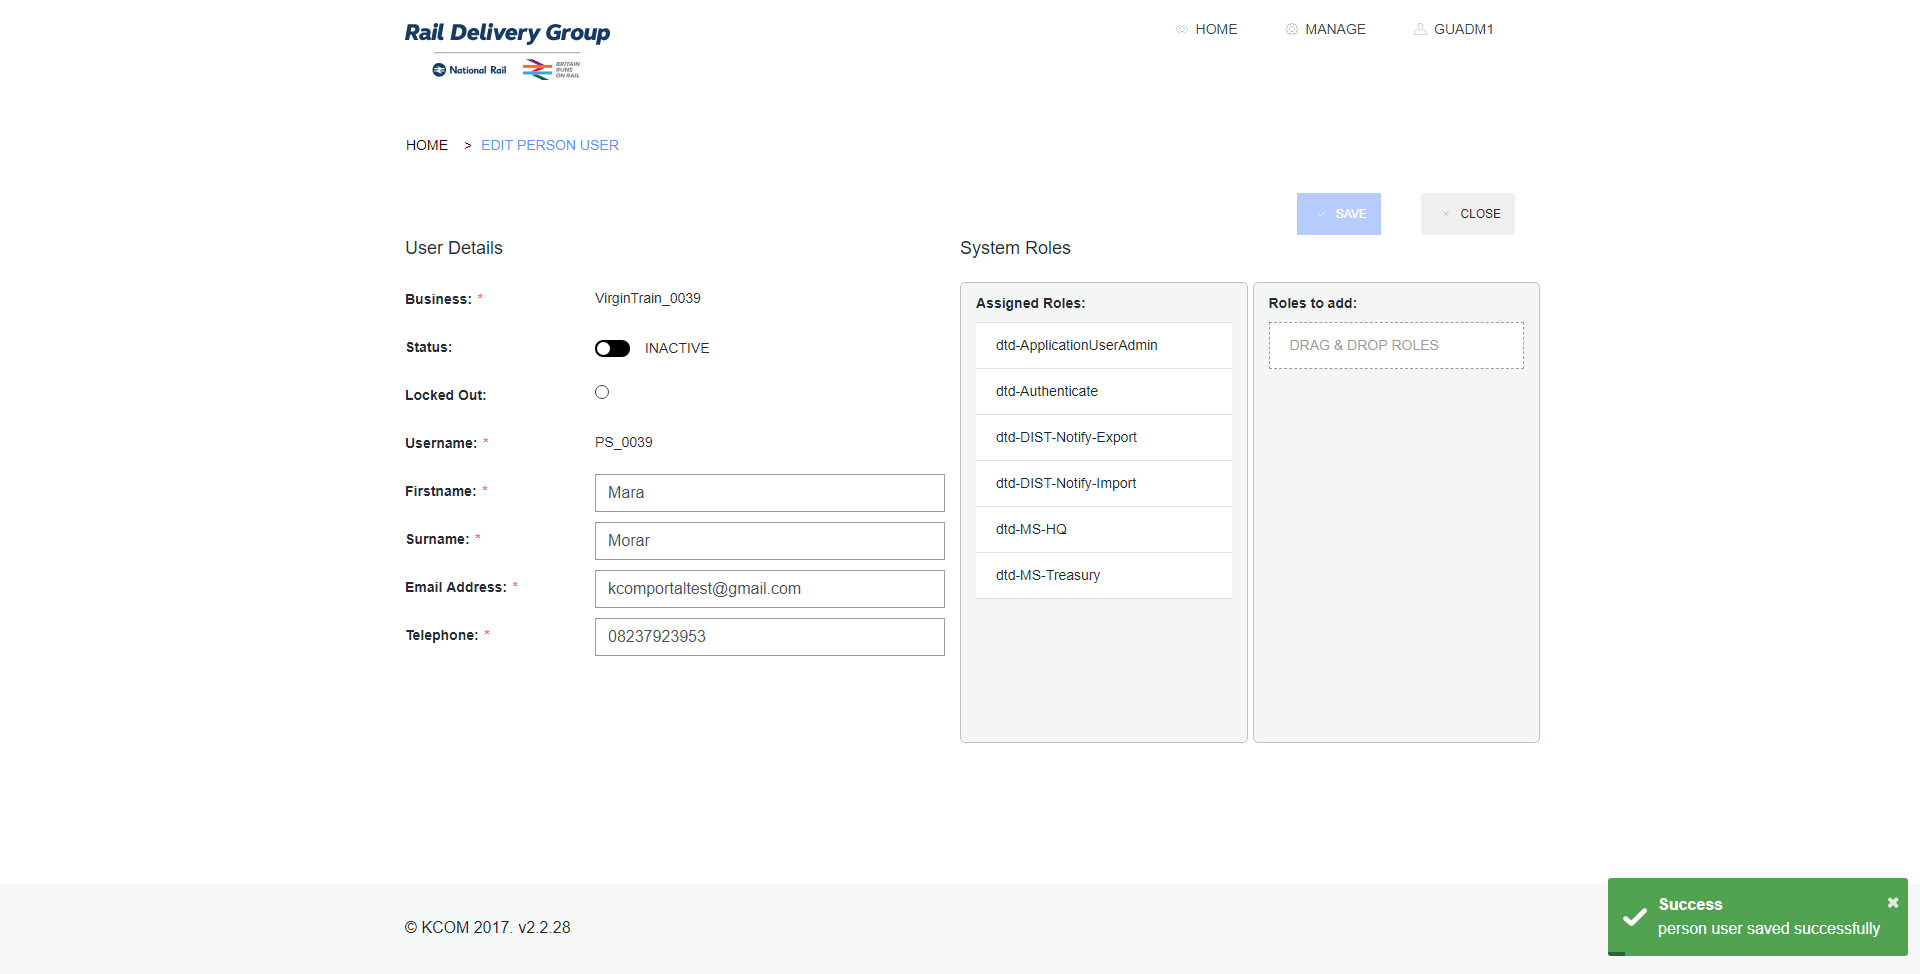 Rail Delivery Group
National Rail
BRITAIN
RUNS
ON RAIL
HOME
MANAGE
GUADM1
HOME > EDIT PERSON USER
SAVE
CLOSE
User Details
Business: *
VirginTrain_0039
Status:
INACTIVE
Locked Out:
Username: *
PS_0039
Firstname: *
Mara
Surname: *
Morar
Email Address: *
kcomportaltest@gmail.com
Telephone: *
08237923953
System Roles
Assigned Roles:
dtd-ApplicationUserAdmin
dtd-Authenticate
dtd-DIST-Notify-Export
dtd-DIST-Notify-Import
dtd-MS-HQ
dtd-MS-Treasury
Roles to add:
DRAG & DROP ROLES
© KCOM 2017. v2.2.28
Success
person user saved successfully